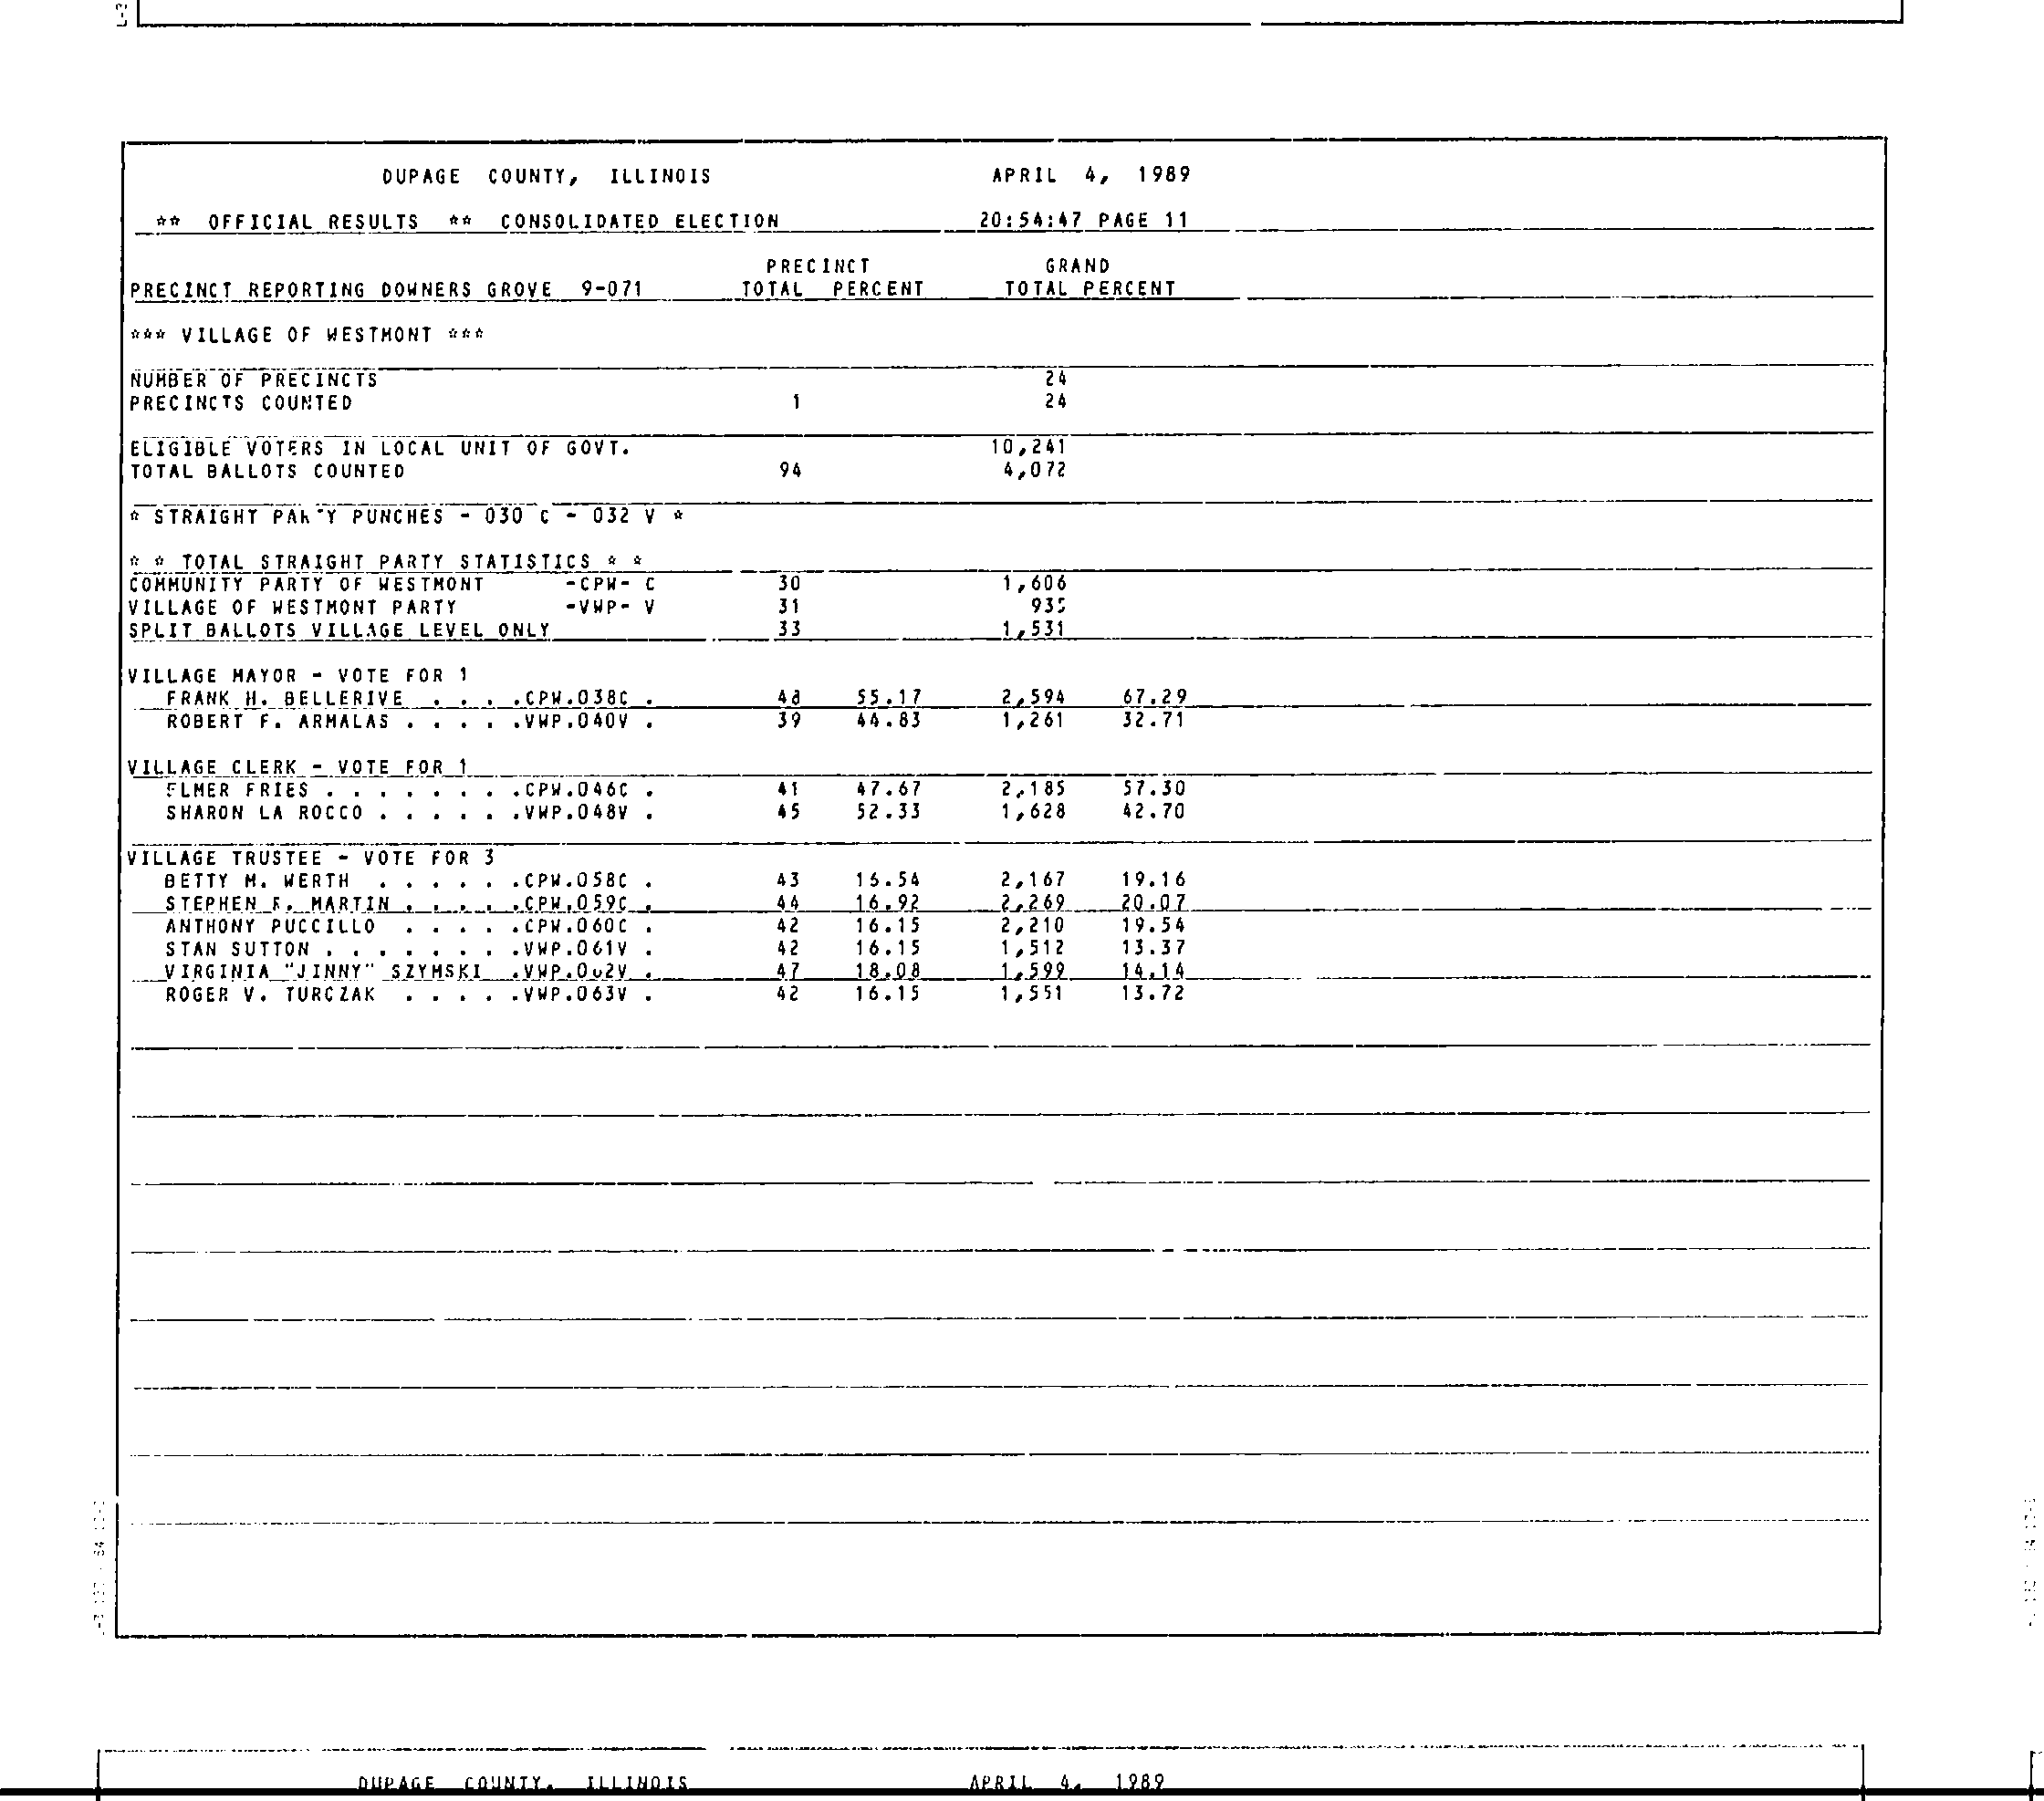 DUPAGE COUNTY, ILLINOIS APRIL 4, 1989
** OFFICIAL RESULTS ** CONSOLIDATED ELECTION 20:54:47 PAGE 11
PRECINCT GRAND
PRECINCT REPORTING DOWNERS GROVE 9-071 TOTAL PERCENT TOTAL PERCENT
*** VILLAGE OF WESTMONT ***
NUMBER OF PRECINCTS 24
PRECINCTS COUNTED 1 24
ELIGIBLE VOTERS IN LOCAL UNIT OF GOVT. 10,241
TOTAL BALLOTS COUNTED 94 4,072
* STRAIGHT PARTY PUNCHES - 030 C - 032 V *
* * TOTAL STRAIGHT PARTY STATISTICS * *
COMMUNITY PARTY OF WESTMONT -CPW- C 30 1,606
VILLAGE OF WESTMONT PARTY -VWP- V 31 935
SPLIT BALLOTS VILLAGE LEVEL ONLY 33 1,531
VILLAGE MAYOR - VOTE FOR 1
FRANK H. BELLERIVE . . . .CPW.038C . 48 55.17 2,594 67.29
ROBERT F. ARMALAS . . . . .VWP.040V . 39 44.83 1,261 32.71
VILLAGE CLERK - VOTE FOR 1
ELMER FRIES . . . . . . . .CPW.046C . 41 47.67 2,185 57.30
SHARON LA ROCCO . . . . . .VWP.048V . 45 52.33 1,628 42.70
VILLAGE TRUSTEE - VOTE FOR 3
BETTY M. WERTH . . . . . .CPW.058C . 43 16.54 2,167 19.16
STEPHEN F. MARTIN . . . . .CPW.059C . 44 16.92 2,269 20.07
ANTHONY PUCCILLO . . . . .CPW.060C . 42 16.15 2,210 19.54
STAN SUTTON . . . . . . . .VWP.061V . 42 16.15 1,512 13.37
VIRGINIA "JINNY" SZYMSKI .VWP.062V . 47 18.08 1,599 14.14
ROGER V. TURCZAK . . . . .VWP.063V . 42 16.15 1,551 13.72
DUPAGE COUNTY, ILLINOIS APRIL 4, 1989